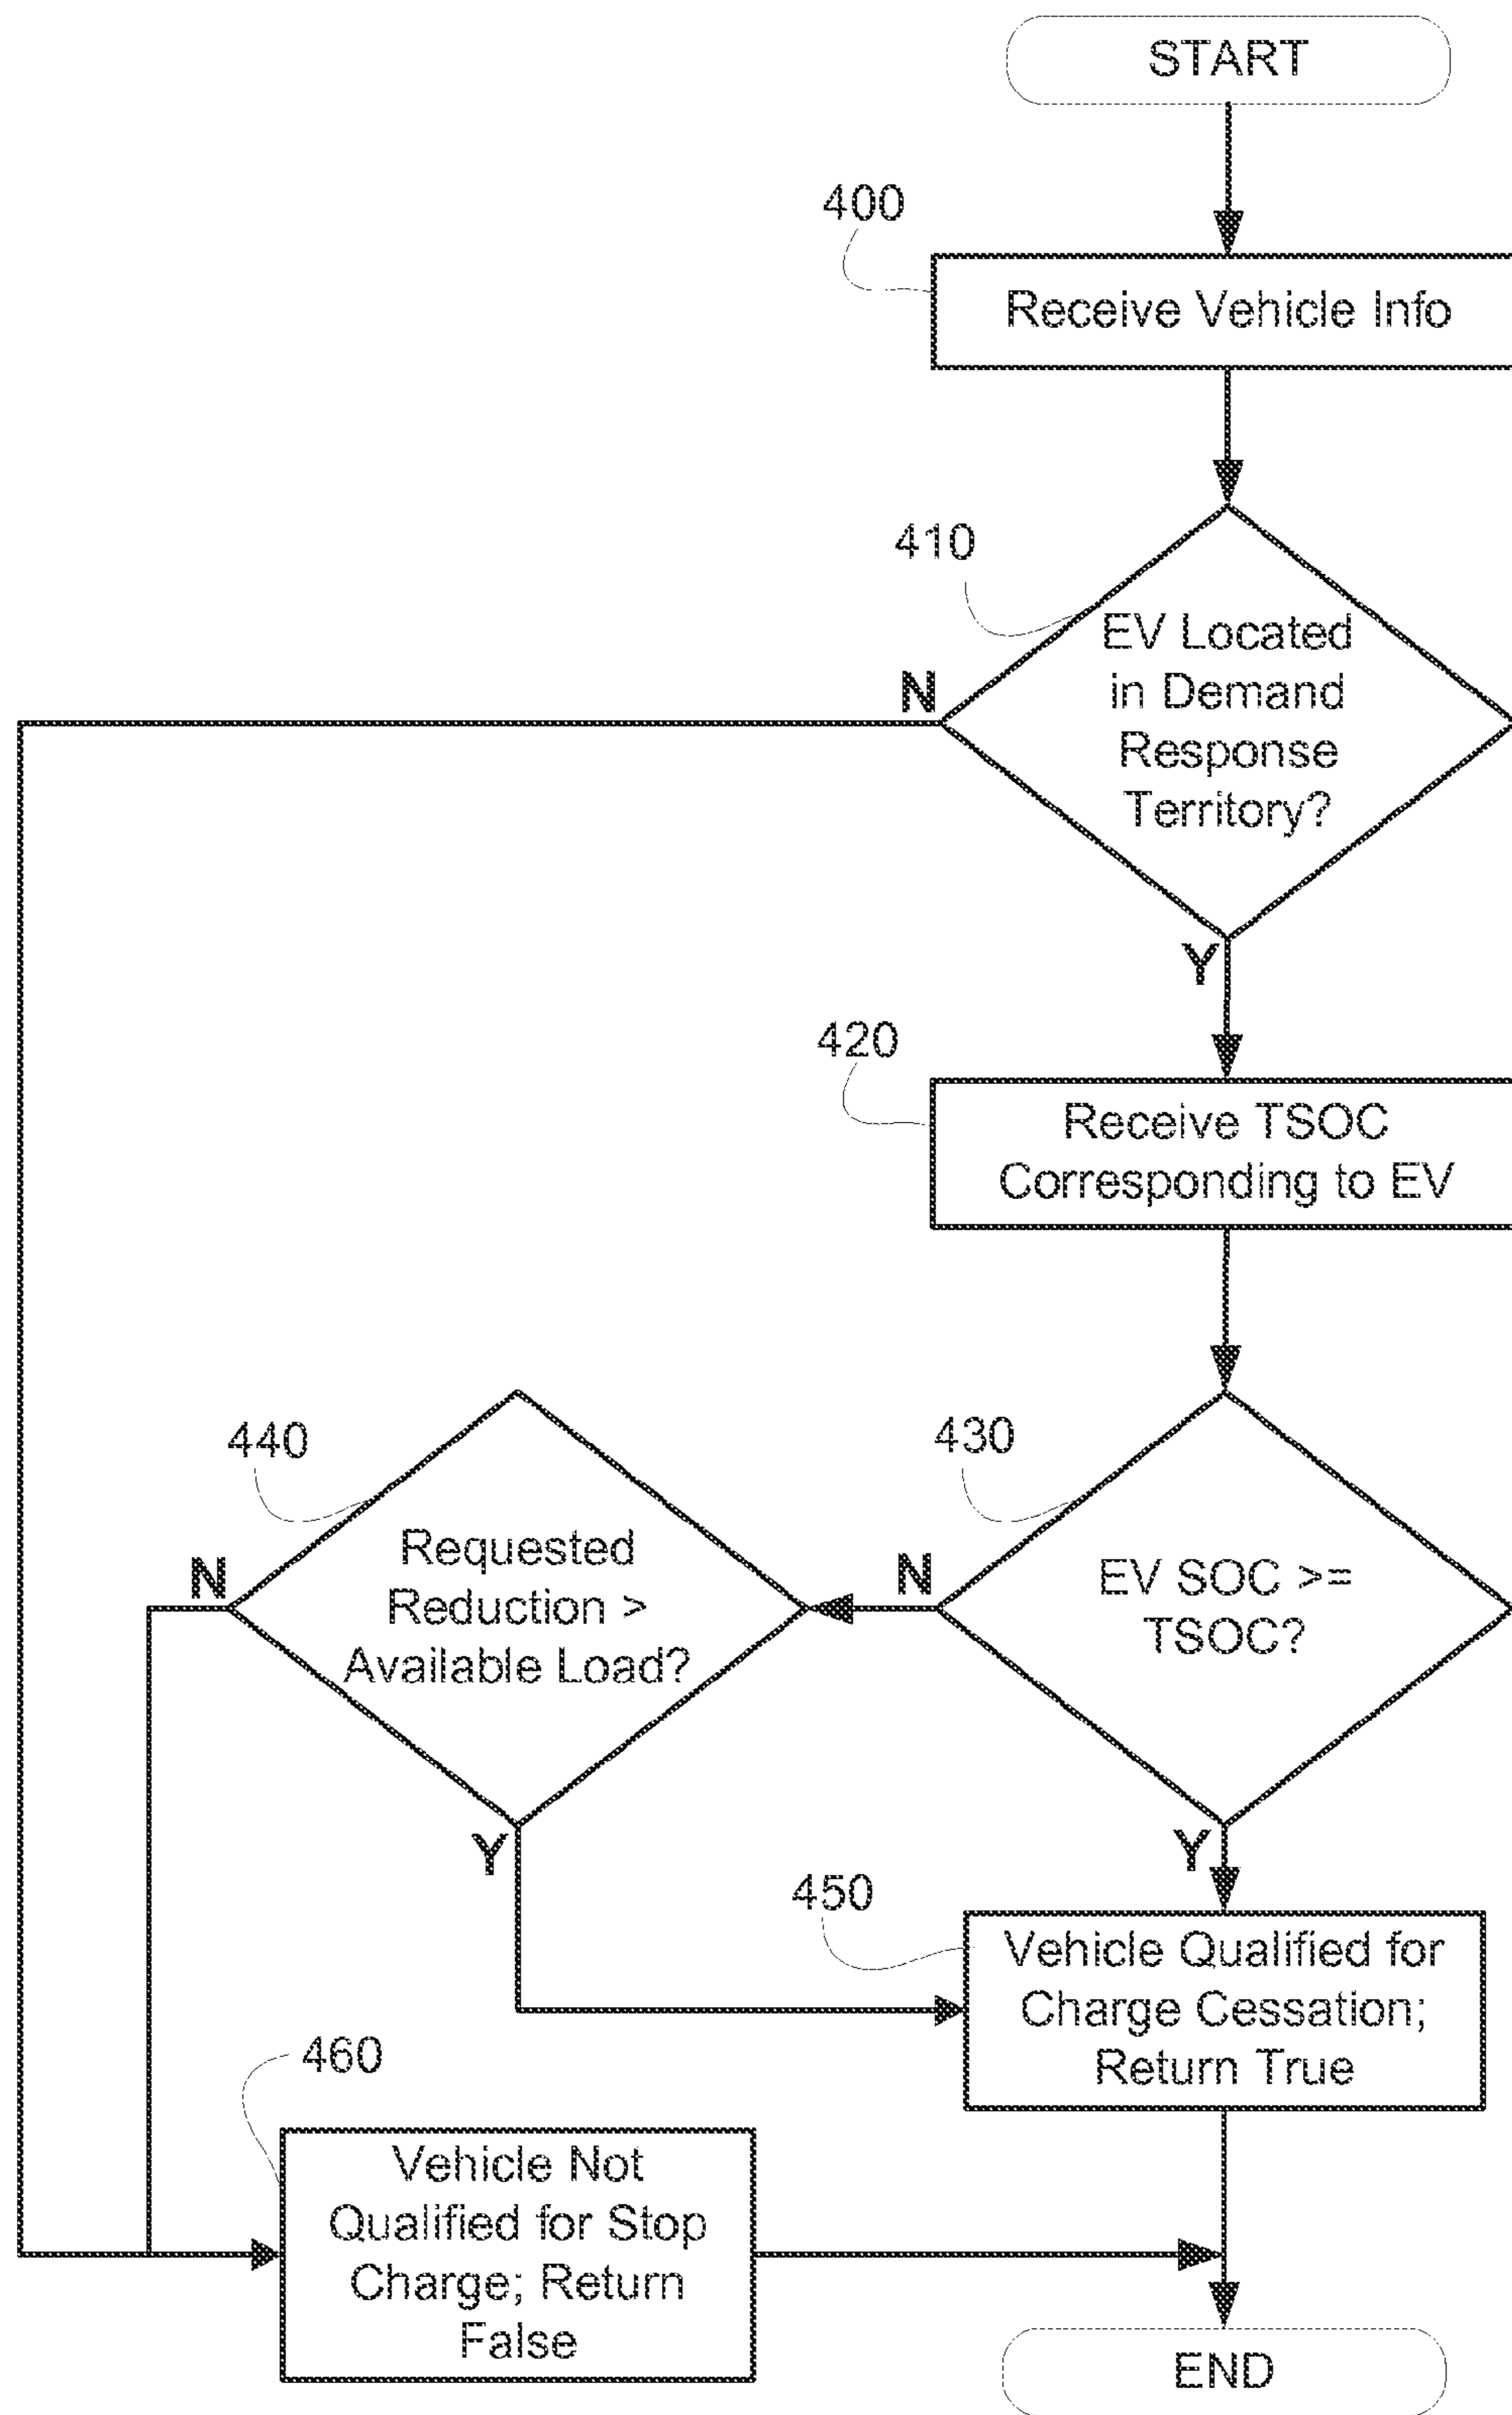 START
400
Receive Vehicle Info
410
EV Located
in Demand
Response
Territory?
N
Y
420
Receive TSOC
Corresponding to EV
440
Requested
Reduction >
Available Load?
N
Y
430
EV SOC >=
TSOC?
N
Y
450
Vehicle Qualified for
Charge Cessation;
Return True
460
Vehicle Not
Qualified for Stop
Charge; Return
False
END